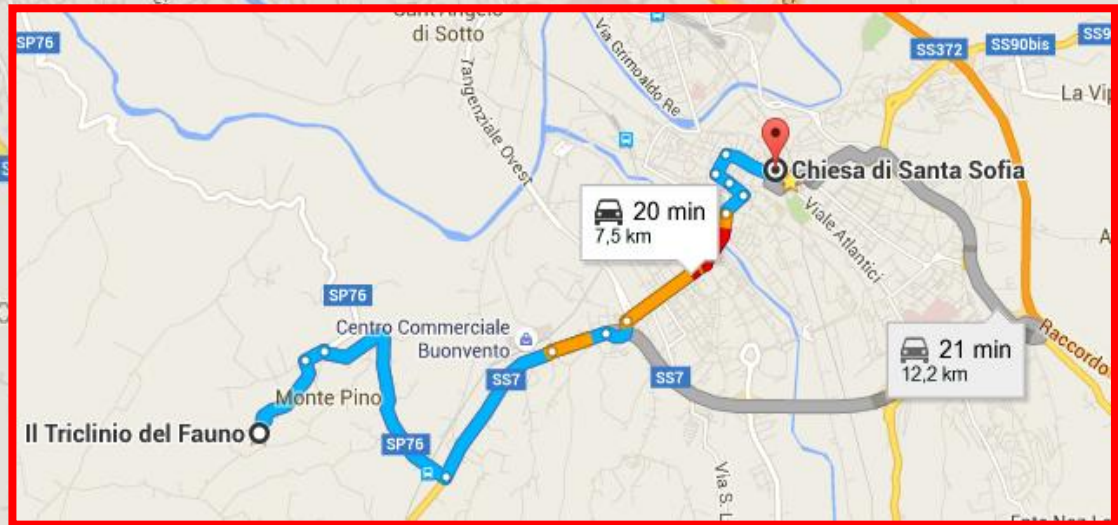 Sant'Angelo
di Sotto
SP76
Via Grimoaldo Re
SS372
SS90bis
Tangenziale Ovest
Chiesa di Santa Sofia
20 min
7,5 km
Viale Atlantici
SP76
Centro Commerciale
Buonvento
21 min
12,2 km
Raccordo
SS7
SS7
Monte Pino
Il Triclinio del Fauno
SP76
Via S. L